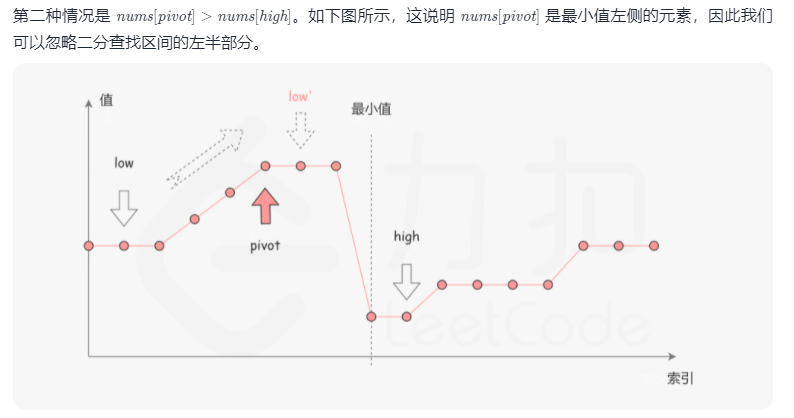 第二种情况是 nums[pivot] > nums[high]。如下图所示，这说明 nums[pivot] 是最小值左侧的元素，因此我们
可以忽略二分查找区间的左半部分。
值
low'
最小值
low
pivot
high
力扣
LeetCode
索引